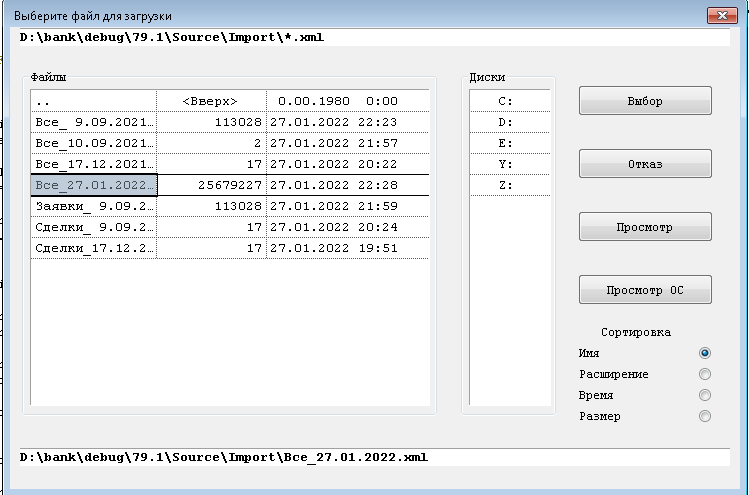 Выберите файл для загрузки
D:\bank\debug\79.1\Source\Import\*.xml
Файлы
Диски
.. <Вверх> 0.00.1980 0:00
Все_ 9.09.2021… 113028 27.01.2022 22:23
Все_10.09.2021… 2 27.01.2022 21:57
Все_17.12.2021… 17 27.01.2022 20:22
Все_27.01.2022… 25679227 27.01.2022 22:28
Заявки_ 9.09.2… 113028 27.01.2022 21:59
Сделки_ 9.09.2… 17 27.01.2022 20:24
Сделки_17.12.2… 17 27.01.2022 19:51
C:
D:
E:
Y:
Z:
Выбор
Отказ
Просмотр
Просмотр ОС
Сортировка
Имя
Расширение
Время
Размер
D:\bank\debug\79.1\Source\Import\Все_27.01.2022.xml